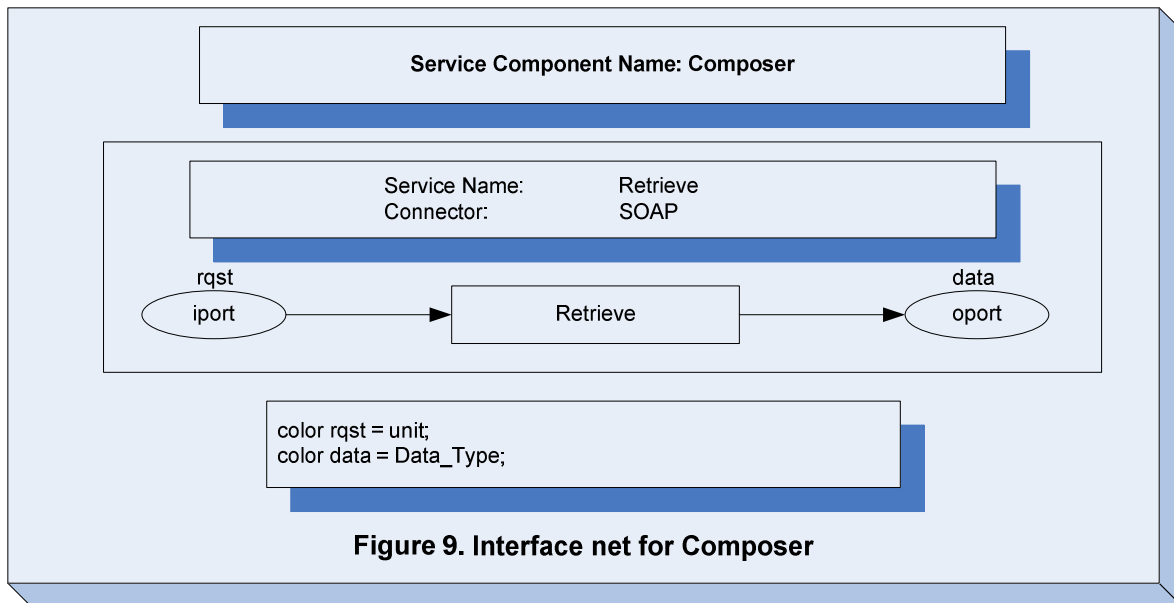 Service Component Name: Composer
Service Name: Retrieve
Connector: SOAP
rqst
data
iport
Retrieve
oport
color rqst = unit;
color data = Data_Type;
Figure 9. Interface net for Composer